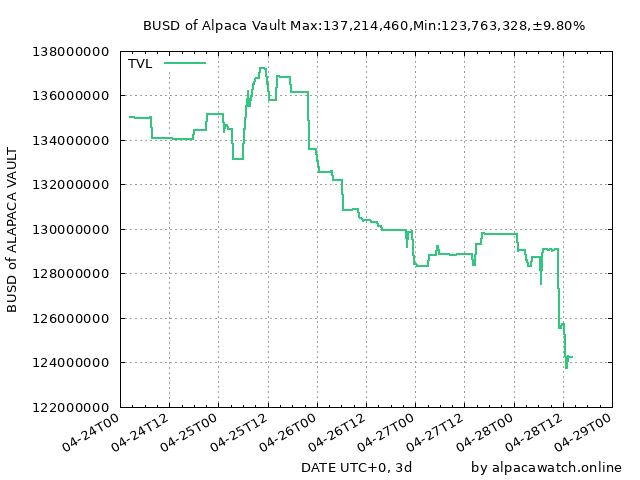 BUSD of Alpaca Vault Max:137,214,460,Min:123,763,328,±9.80%
138000000
TVL
136000000
134000000
132000000
130000000
128000000
126000000
124000000
122000000
BUSD of ALAPACA VAULT
04-24T00 04-24T12 04-25T00 04-25T12 04-26T00 04-26T12 04-27T00 04-27T12 04-28T00 04-28T12 04-29T00
DATE UTC+0, 3d by alpacawatch.online